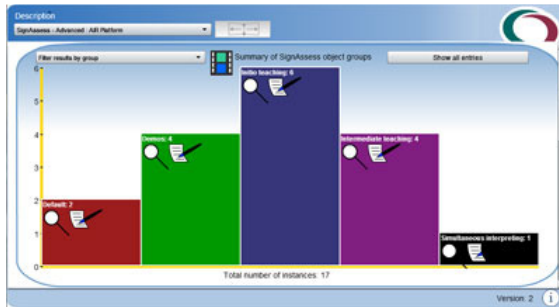 Description
SignAssess - Advanced - AIR Platform
Filter results by group
Summary of SignAssess object groups
Show all entries
6
5
4
3
2
1
0
Initio teaching: 6
Demos: 4
Intermediate teaching: 4
Default: 2
Simultaneous interpreting: 1
Total number of instances: 17
Version: 2
i